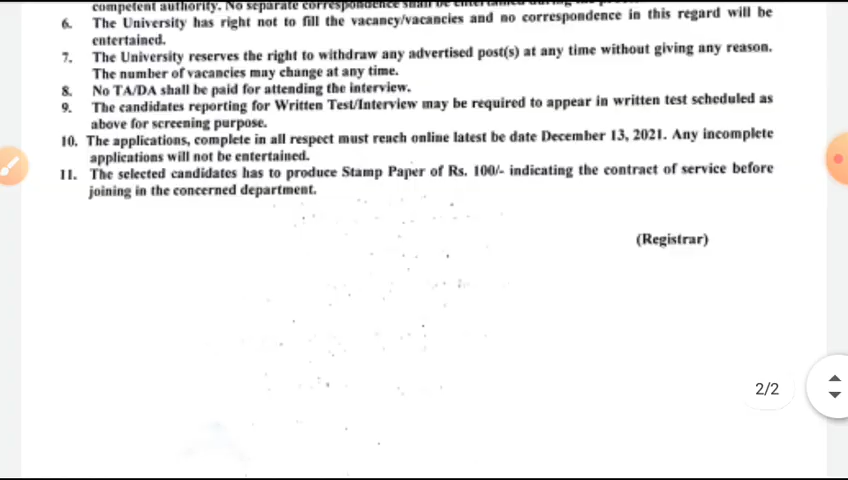 competent authority. No separate correspondence shall be entertained during the
6. The University has right not to fill the vacancy/vacancies and no correspondence in this regard will be
entertained.
7. The University reserves the right to withdraw any advertised post(s) at any time without giving any reason.
The number of vacancies may change at any time.
8. No TA/DA shall be paid for attending the interview.
9. The candidates reporting for Written Test/Interview may be required to appear in written test scheduled as
above for screening purpose.
10. The applications, complete in all respect must reach online latest be date December 13, 2021. Any incomplete
applications will not be entertained.
11. The selected candidates has to produce Stamp Paper of Rs. 100/- indicating the contract of service before
joining in the concerned department.
(Registrar)
2/2